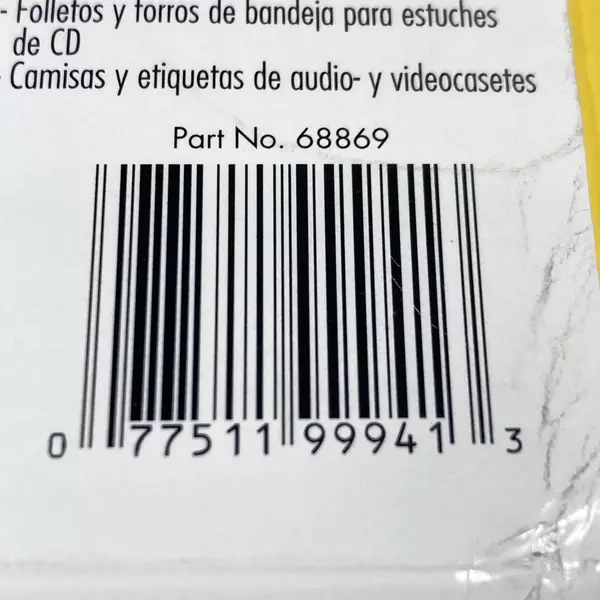 - Folletos y forros de bandeja para estuches
de CD
- Camisas y etiquetas de audio- y videocasetes
Part No. 68869
0 77511 99941 3